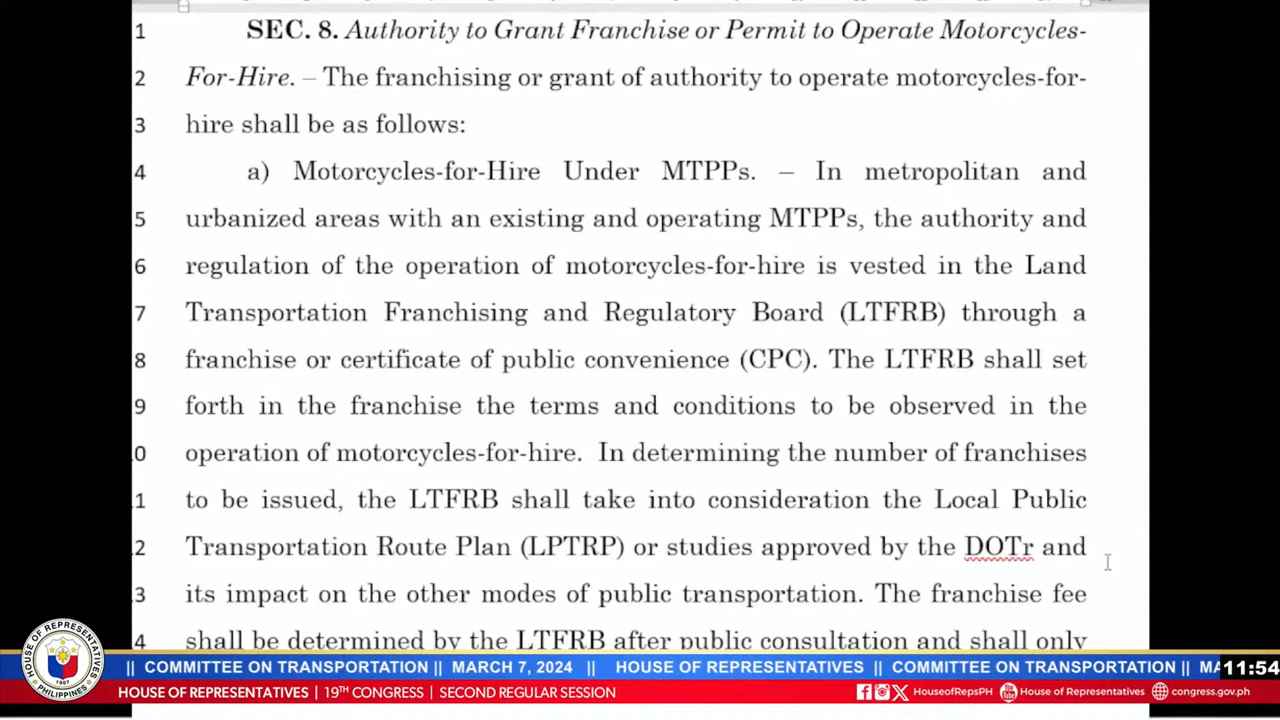 1 SEC. 8. Authority to Grant Franchise or Permit to Operate Motorcycles-
2 For-Hire. – The franchising or grant of authority to operate motorcycles-for-
3 hire shall be as follows:
4 a) Motorcycles-for-Hire Under MTPPs. – In metropolitan and
5 urbanized areas with an existing and operating MTPPs, the authority and
6 regulation of the operation of motorcycles-for-hire is vested in the Land
7 Transportation Franchising and Regulatory Board (LTFRB) through a
8 franchise or certificate of public convenience (CPC). The LTFRB shall set
9 forth in the franchise the terms and conditions to be observed in the
0 operation of motorcycles-for-hire. In determining the number of franchises
1 to be issued, the LTFRB shall take into consideration the Local Public
2 Transportation Route Plan (LPTRP) or studies approved by the DOTr and
3 its impact on the other modes of public transportation. The franchise fee
4 shall be determined by the LTFRB after public consultation and shall only
HOUSE OF REPRESENTATIVES
PHILIPPINES
1907
|| COMMITTEE ON TRANSPORTATION || MARCH 7, 2024 || HOUSE OF REPRESENTATIVES || COMMITTEE ON TRANSPORTATION || MA
11:54
HOUSE OF REPRESENTATIVES | 19TH CONGRESS | SECOND REGULAR SESSION
HouseofRepsPH
You Tube House of Representatives
congress.gov.ph